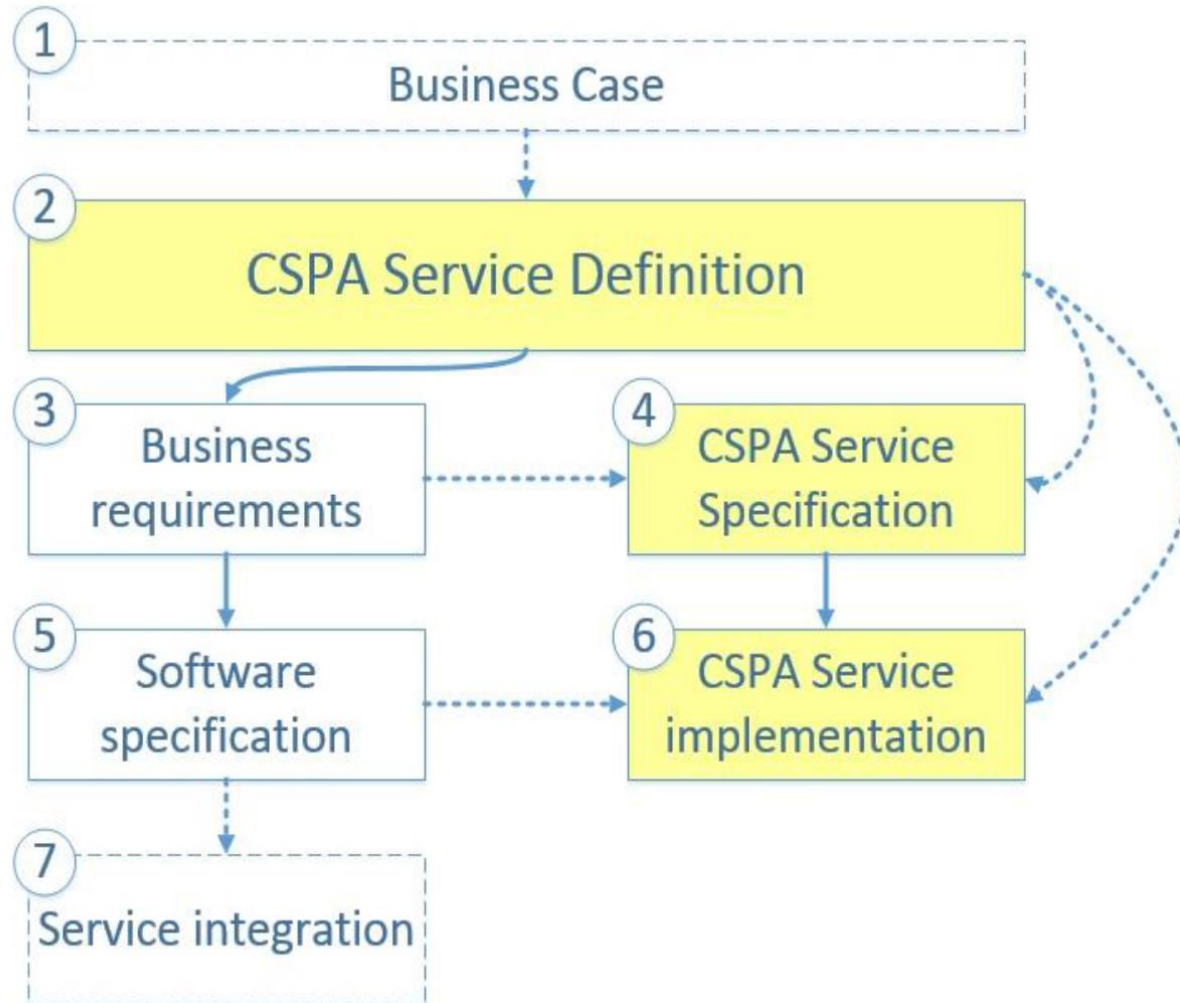 1
Business Case
2
CSPA Service Definition
3
Business
requirements
4
CSPA Service
Specification
5
Software
specification
6
CSPA Service
implementation
7
Service integration